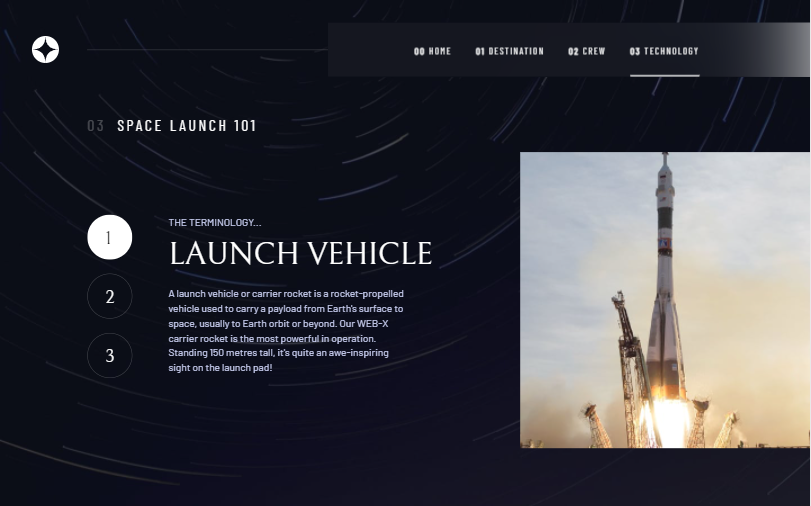 00 HOME
01 DESTINATION
02 CREW
03 TECHNOLOGY
03 SPACE LAUNCH 101
1
2
3
THE TERMINOLOGY...
LAUNCH VEHICLE
A launch vehicle or carrier rocket is a rocket-propelled
vehicle used to carry a payload from Earth's surface to
space, usually to Earth orbit or beyond. Our WEB-X
carrier rocket is the most powerful in operation.
Standing 150 metres tall, it's quite an awe-inspiring
sight on the launch pad!